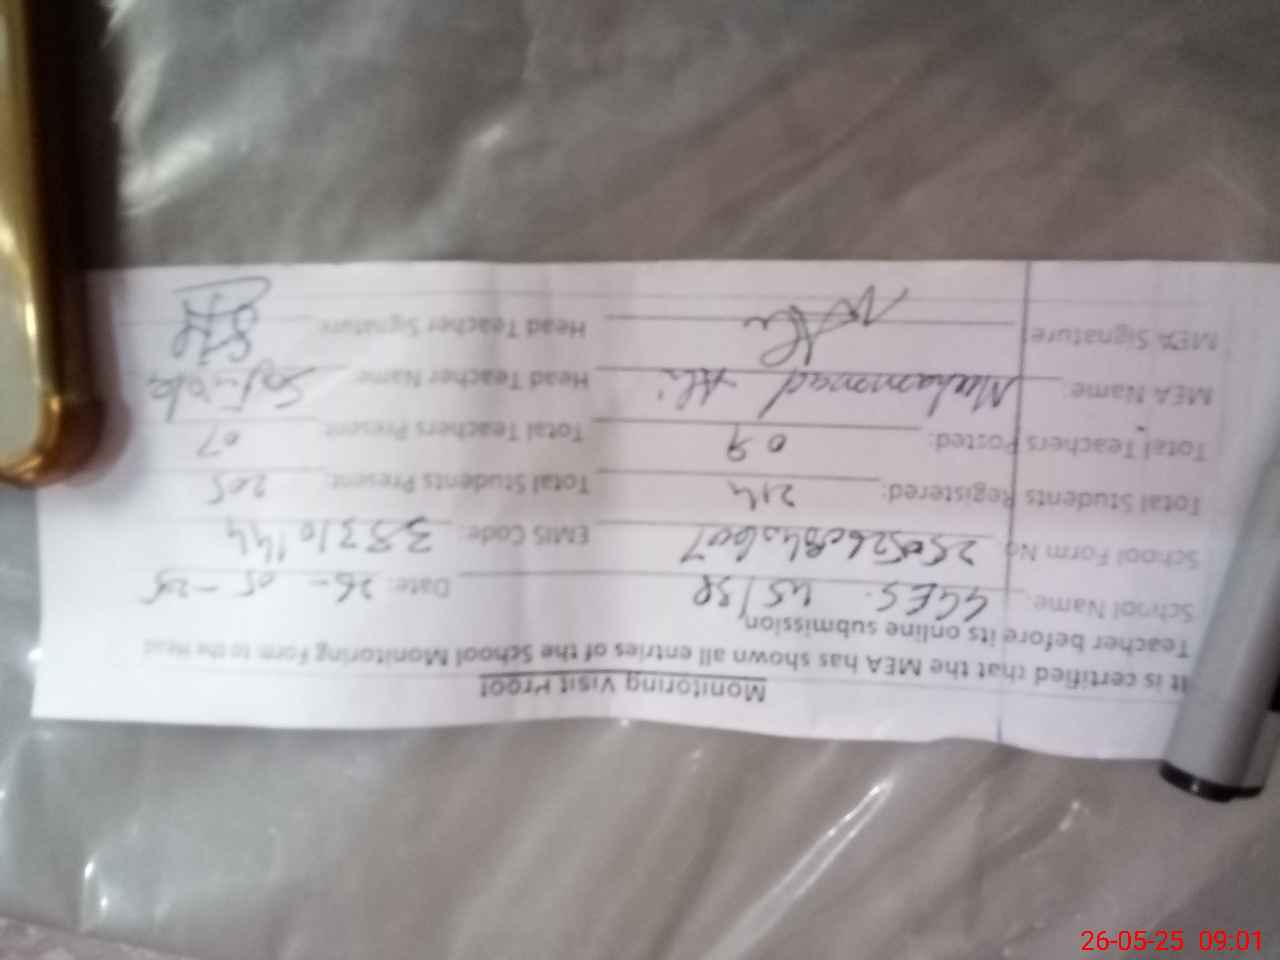 Monitoring Visit Proof
It is certified that the MEA has shown all entries of the School Monitoring Form to the Head
Teacher before its online submission
School Name: GGES. 45/SP Date: 26-05-25
School Form No EMIS Code:
Total Students Registered: 214 Total Students Present: 205
Total Teachers Posted: 09 Total Teachers Present: 07
MEA Name: Muhammad Ali Head Teacher Name:
MEA Signature: Head Teacher Signature:
26-05-25 09:01